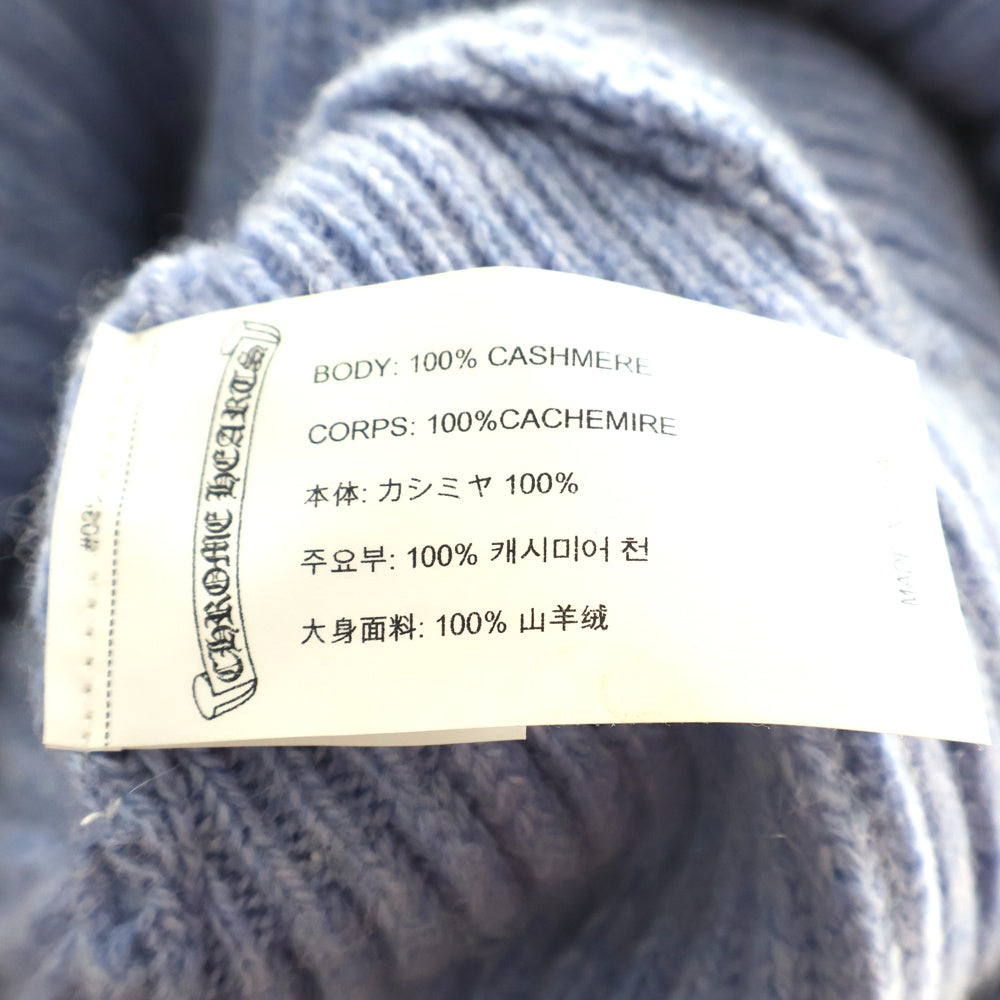 CHROME HEARTS
BODY: 100% CASHMERE
CORPS: 100%CACHEMIRE
本体: カシミヤ 100%
주요부: 100% 캐시미어 천
大身面料: 100% 山羊绒